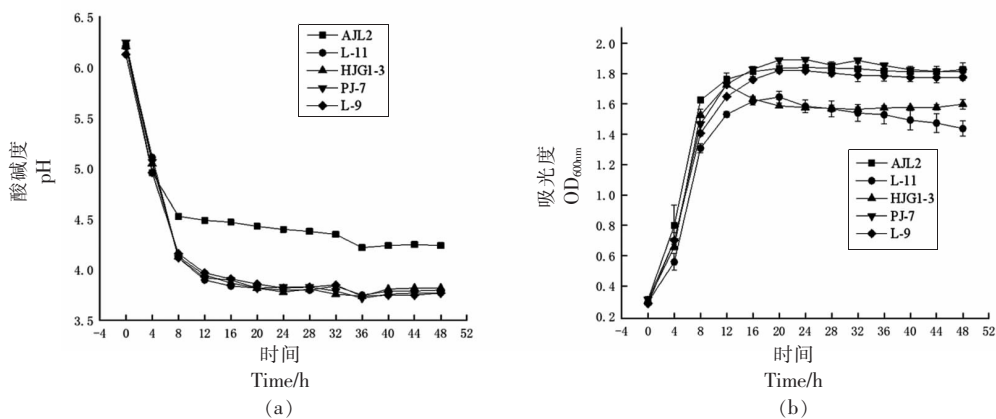 6.5
6.0
5.5
5.0
4.5
4.0
3.5
酸碱度
pH
AJL2
L-11
HJG1-3
PJ-7
L-9
-4 0 4 8 12 16 20 24 28 32 36 40 44 48 52
时间
Time/h
(a)
2.0
1.8
1.6
1.4
1.2
1.0
0.8
0.6
0.4
0.2
吸光度
OD600nm
AJL2
L-11
HJG1-3
PJ-7
L-9
-4 0 4 8 12 16 20 24 28 32 36 40 44 48 52
时间
Time/h
(b)